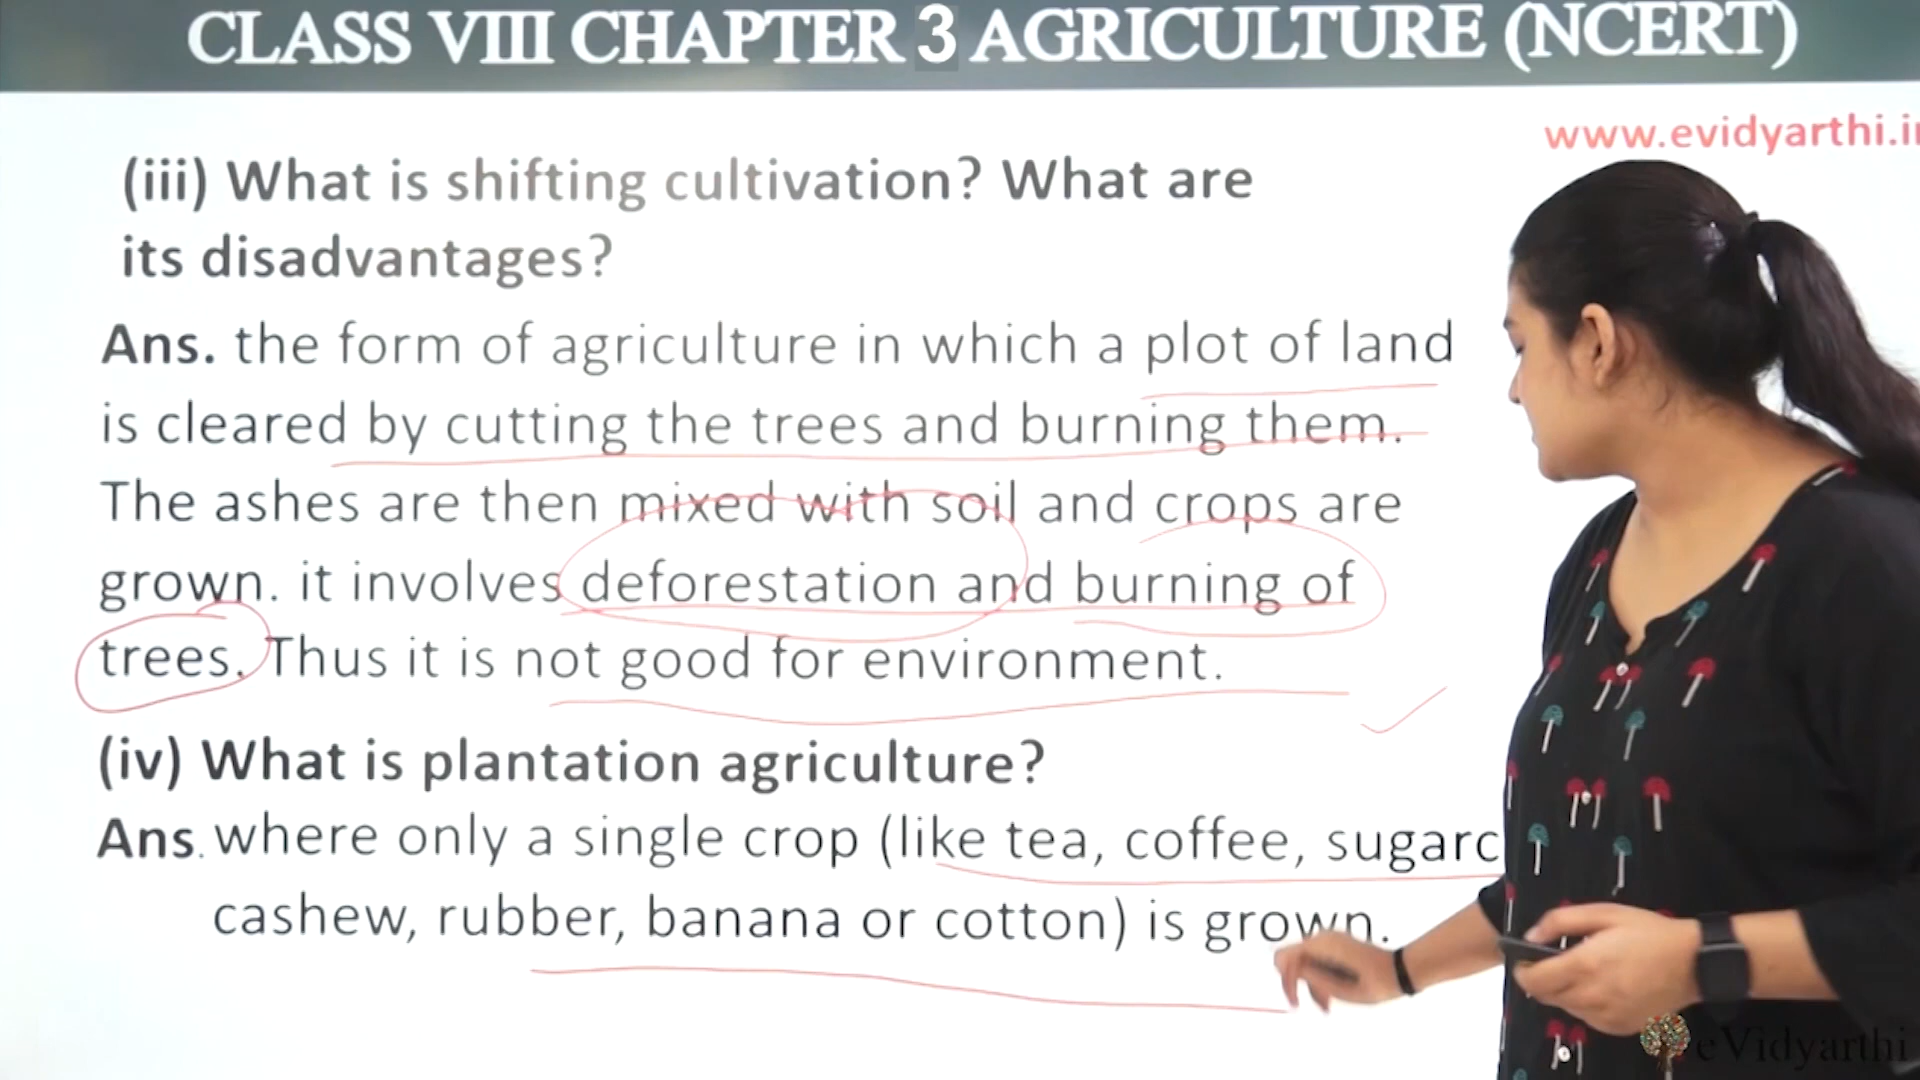 CLASS VIII CHAPTER 3 AGRICULTURE (NCERT)
www.evidyarthi.i
(iii) What is shifting cultivation? What are
its disadvantages?
Ans. the form of agriculture in which a plot of land
is cleared by cutting the trees and burning them.
The ashes are then mixed with soil and crops are
grown. it involves deforestation and burning of
trees. Thus it is not good for environment.
(iv) What is plantation agriculture?
Ans. where only a single crop (like tea, coffee, sugarc
cashew, rubber, banana or cotton) is grown.
eVidyarthi